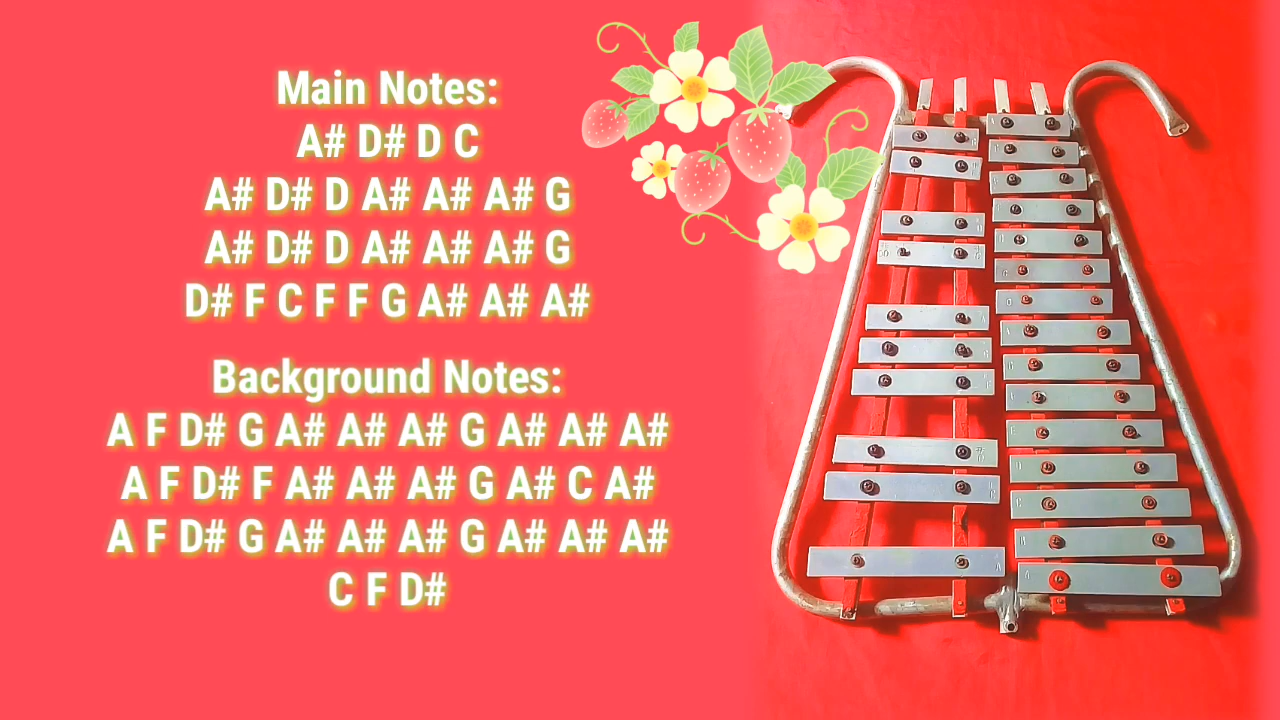 Main Notes:
A# D# D C
A# D# D A# A# A# G
A# D# D A# A# A# G
D# F C F F G A# A# A#
Background Notes:
A F D# G A# A# A# G A# A# A#
A F D# F A# A# A# G A# C A#
A F D# G A# A# A# G A# A# A#
C F D#